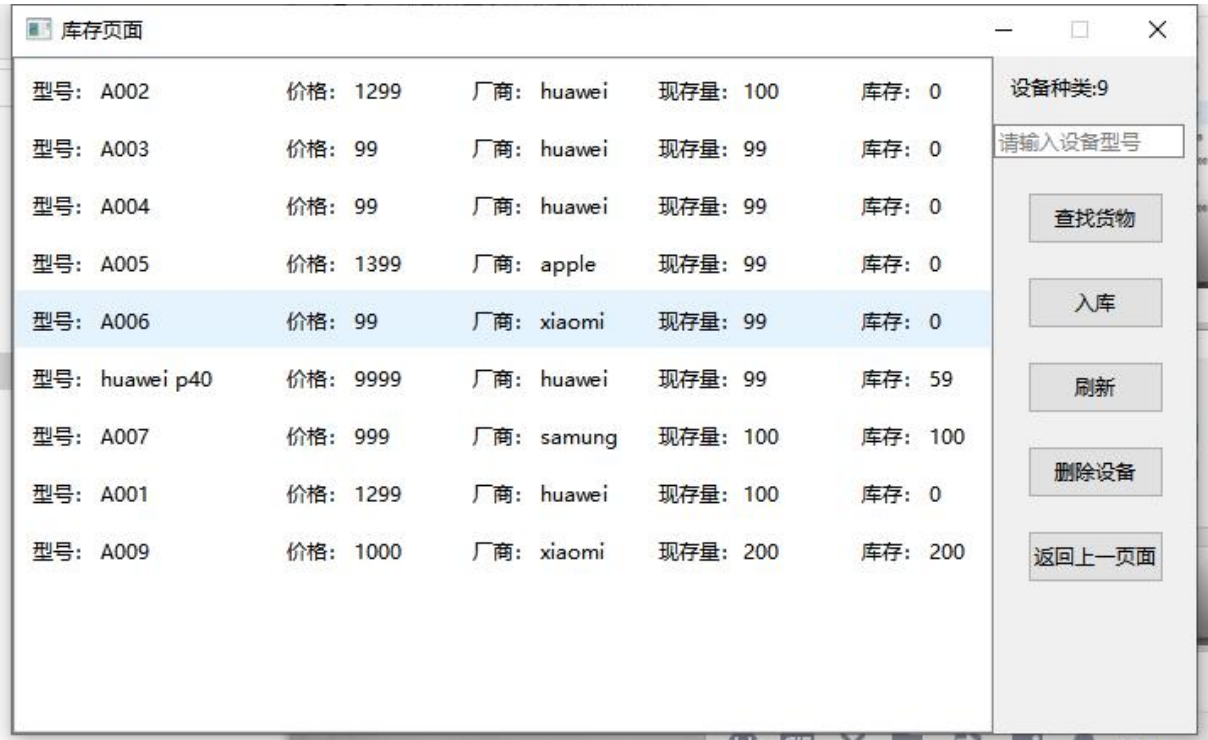 库存页面
型号: A002 价格: 1299 厂商: huawei 现存量: 100 库存: 0
型号: A003 价格: 99 厂商: huawei 现存量: 99 库存: 0
型号: A004 价格: 99 厂商: huawei 现存量: 99 库存: 0
型号: A005 价格: 1399 厂商: apple 现存量: 99 库存: 0
型号: A006 价格: 99 厂商: xiaomi 现存量: 99 库存: 0
型号: huawei p40 价格: 9999 厂商: huawei 现存量: 99 库存: 59
型号: A007 价格: 999 厂商: samung 现存量: 100 库存: 100
型号: A001 价格: 1299 厂商: huawei 现存量: 100 库存: 0
型号: A009 价格: 1000 厂商: xiaomi 现存量: 200 库存: 200
设备种类:9
请输入设备型号
查找货物
入库
刷新
删除设备
返回上一页面